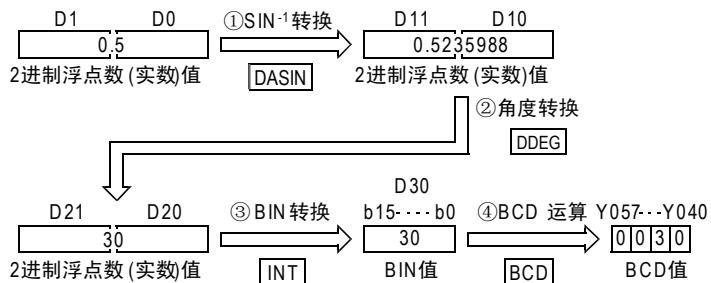 D1 D0 ①SIN⁻¹转换 D11 D10
0.5 0.5235988
2进制浮点数(实数)值 DASIN 2进制浮点数(实数)值
②角度转换
DDEG
D30
D21 D20 ③BIN转换 b15----b0 ④BCD 运算 Y057---Y040
30 30 0 0 3 0
2进制浮点数(实数)值 INT BIN值 BCD BCD值